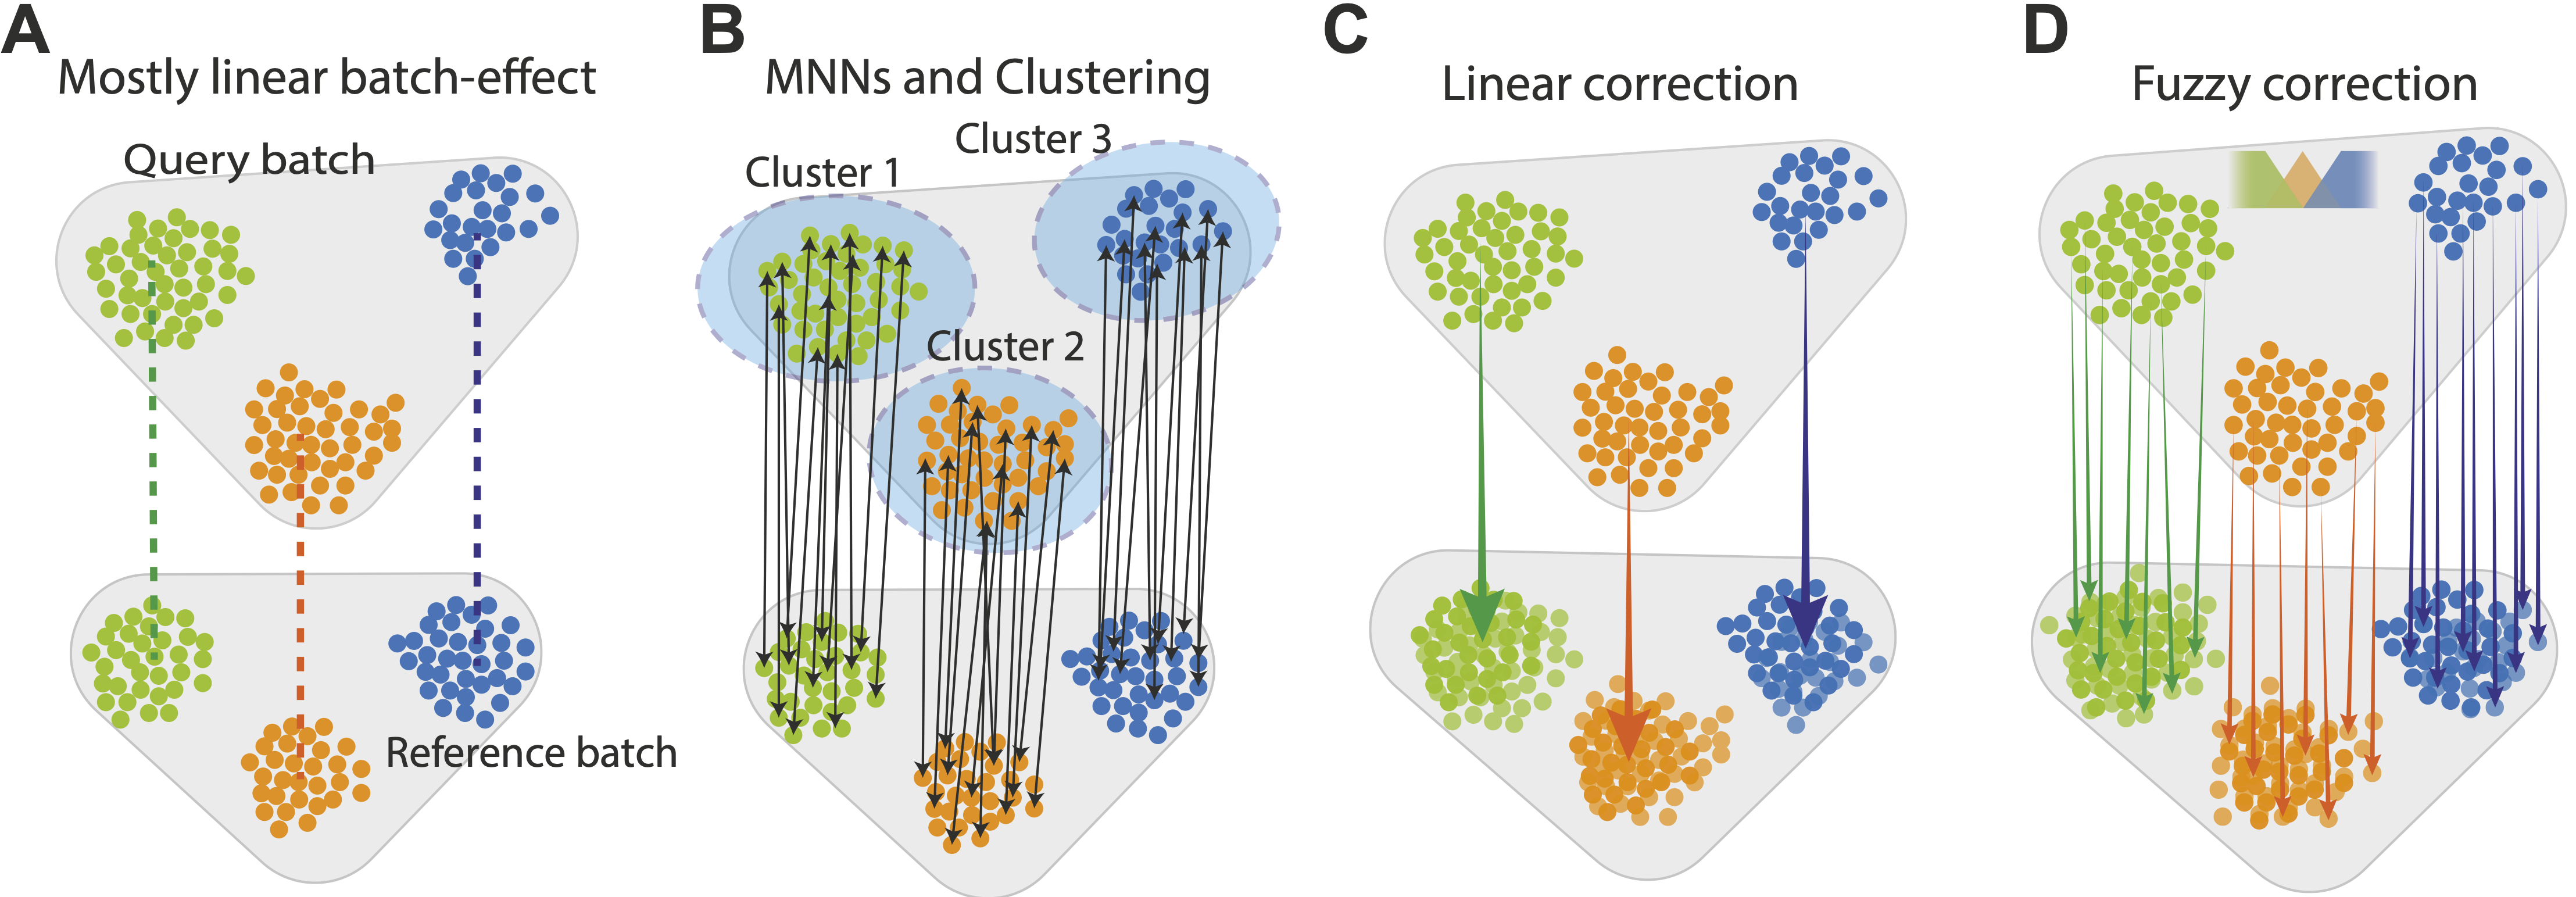 A
Mostly linear batch-effect
Query batch
Reference batch
B
MNNs and Clustering
Cluster 1
Cluster 3
Cluster 2
C
Linear correction
D
Fuzzy correction